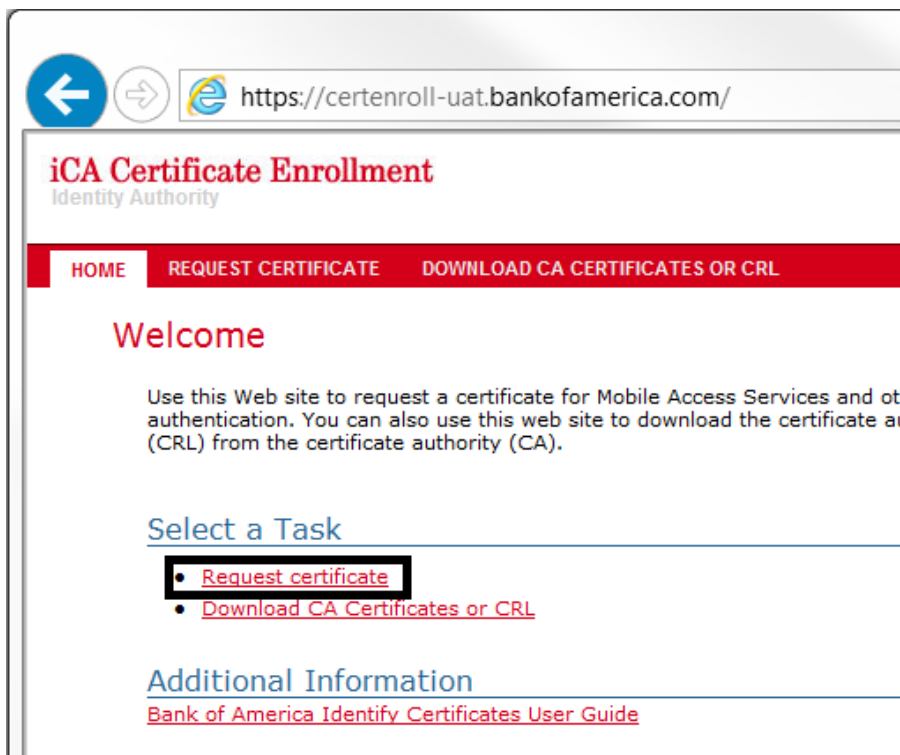 https://certenroll-uat.bankofamerica.com/
iCA Certificate Enrollment
Identity Authority
HOME REQUEST CERTIFICATE DOWNLOAD CA CERTIFICATES OR CRL
Welcome
Use this Web site to request a certificate for Mobile Access Services and
authentication. You can also use this web site to download the certificate
(CRL) from the certificate authority (CA).
Select a Task
• Request certificate
• Download CA Certificates or CRL
Additional Information
Bank of America Identify Certificates User Guide